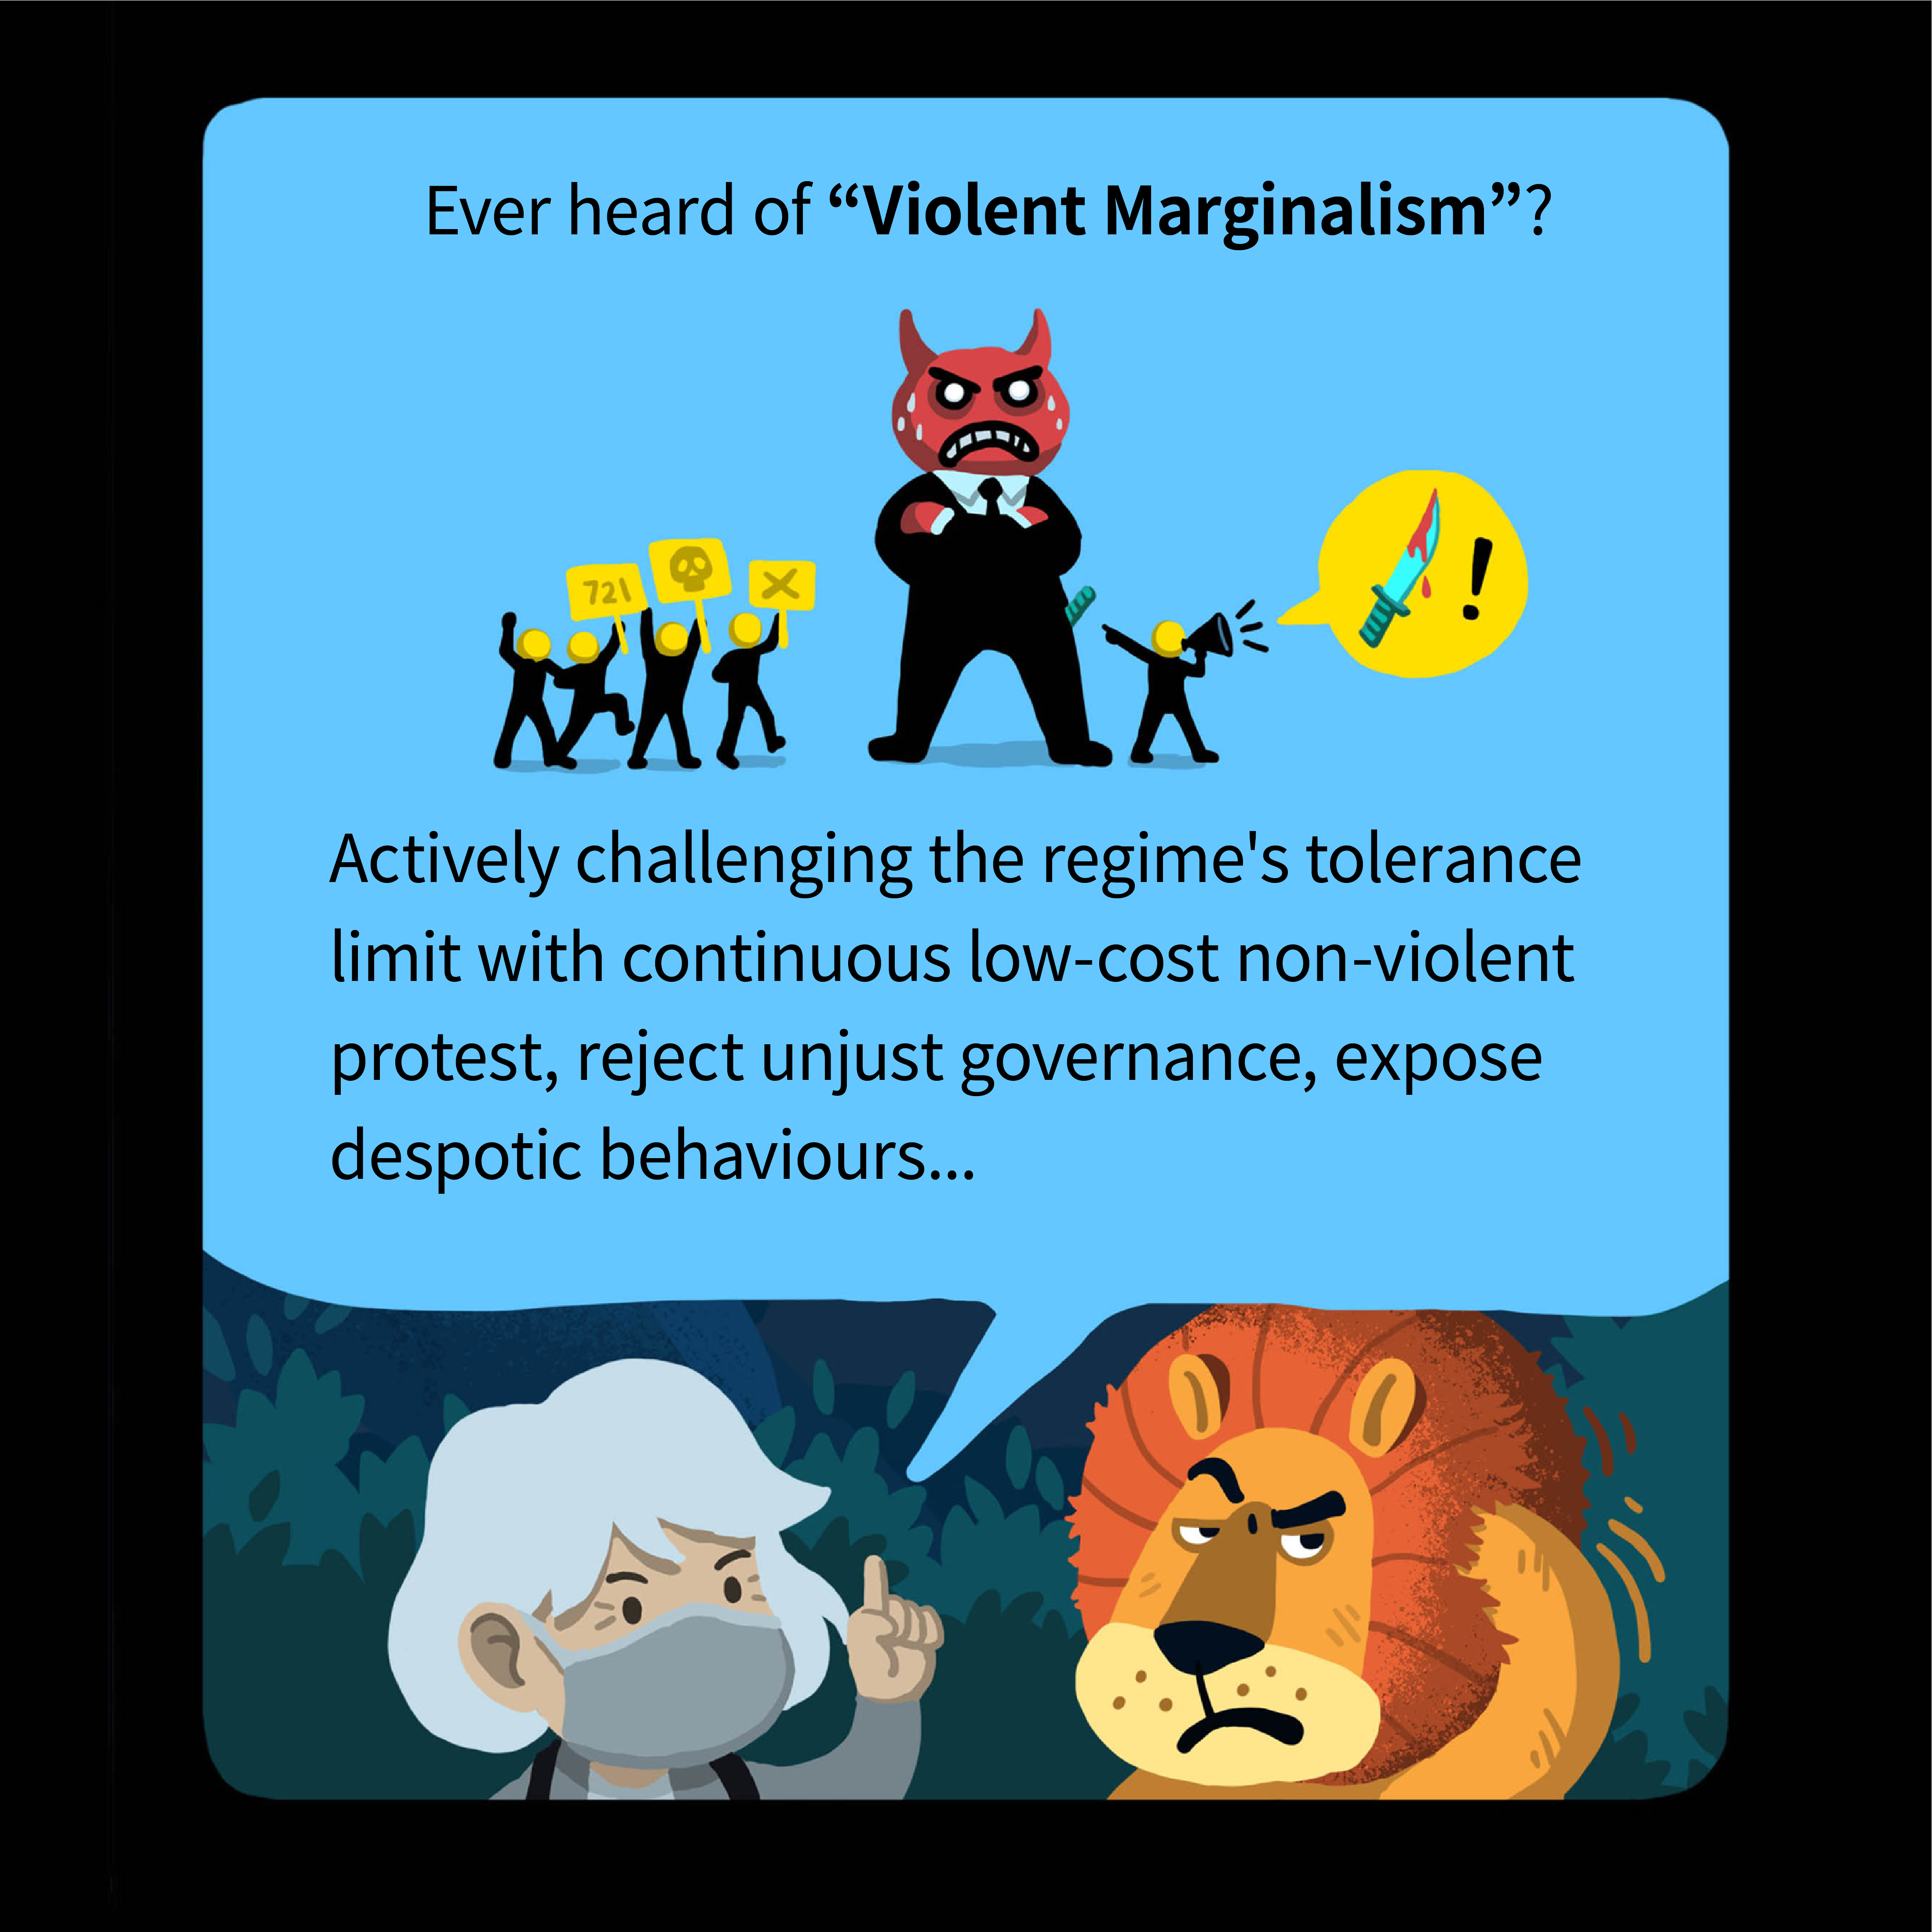 Ever heard of “Violent Marginalism”?
721
!
Actively challenging the regime's tolerance
limit with continuous low-cost non-violent
protest, reject unjust governance, expose
despotic behaviours...